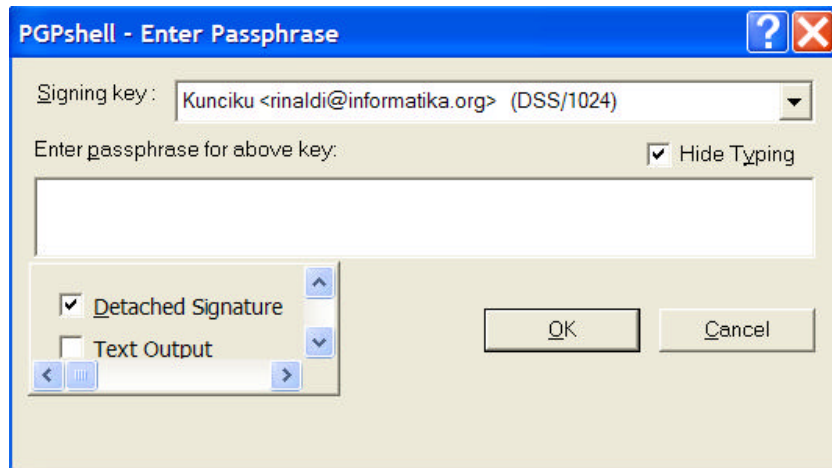 PGPshell - Enter Passphrase
Signing key : Kunciku <rinaldi@informatika.org> (DSS/1024)
Enter passphrase for above key: Hide Typing
Detached Signature
Text Output
OK Cancel